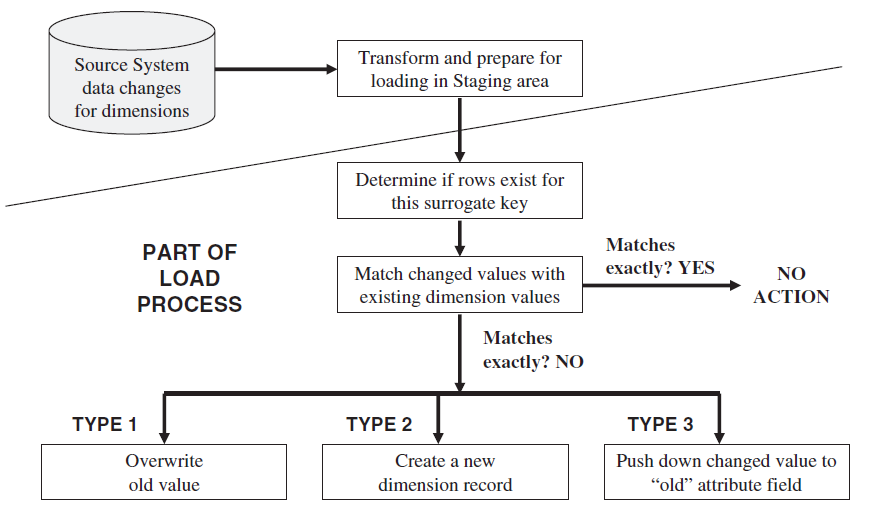 Source System
data changes
for dimensions
Transform and prepare for
loading in Staging area
Determine if rows exist for
this surrogate key
PART OF
LOAD
PROCESS
Match changed values with
existing dimension values
Matches
exactly? YES
NO
ACTION
Matches
exactly? NO
TYPE 1
Overwrite
old value
TYPE 2
Create a new
dimension record
TYPE 3
Push down changed value to
“old” attribute field